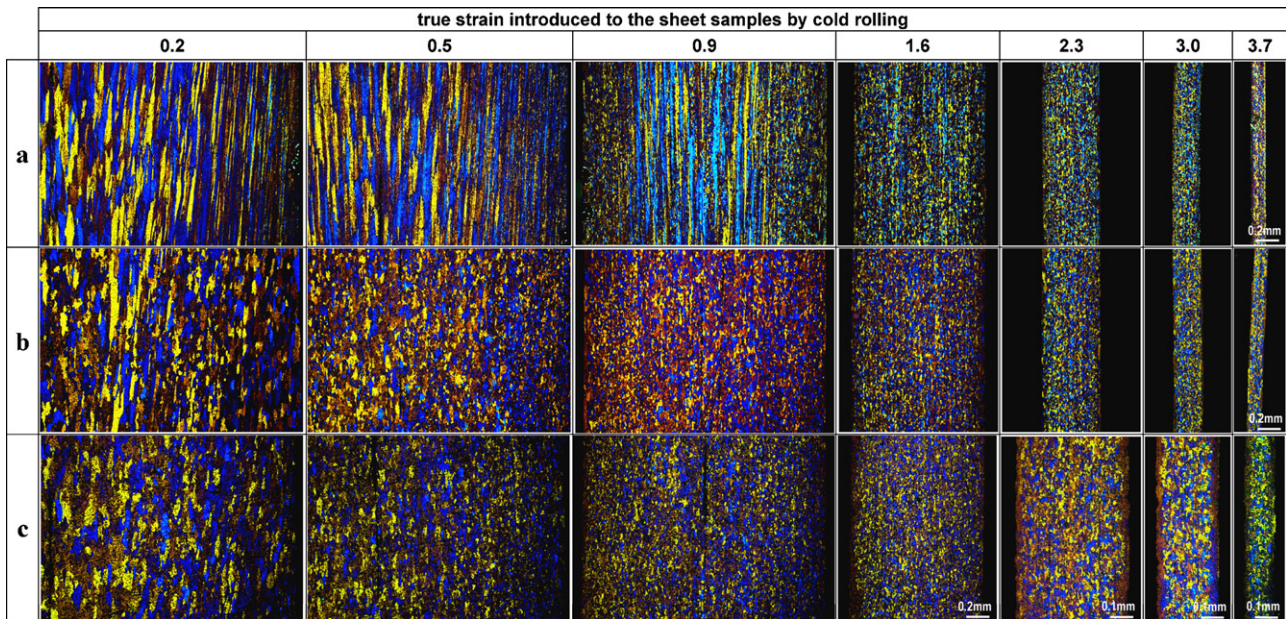 true strain introduced to the sheet samples by cold rolling
0.2 0.5 0.9 1.6 2.3 3.0 3.7
a
0.2mm
b
0.2mm
c
0.2mm 0.1mm 0.1mm 0.1mm